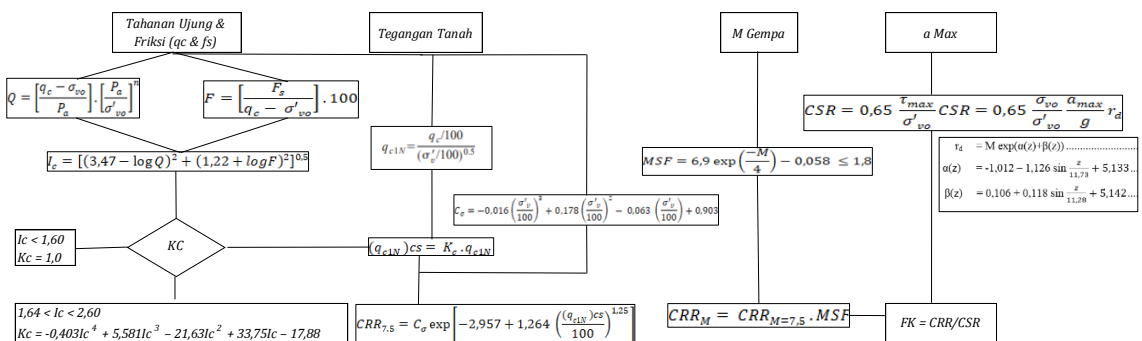 Tahanan Ujung &
Friksi (qc & fs)
Tegangan Tanah
M Gempa
a Max
Q = [(q_c − σ_vo)/P_a] . [P_a/σ'_vo]^n
F = [F_s/(q_c − σ'_vo)] . 100
q_c1N = (q_c/100)/(σ'_v/100)^0.5
CSR = 0,65 τ_max/σ'_vo CSR = 0,65 σ_vo/σ'_vo a_max/g r_d
I_c = [(3,47 − log Q)^2 + (1,22 + log F)^2]^0,5
MSF = 6,9 exp(−M/4) − 0,058 ≤ 1,8
r_d = M exp(α(z)+β(z))......................
α(z) = -1,012 – 1,126 sin z/11,73 + 5,133...
β(z) = 0,106 + 0,118 sin z/11,28 + 5,142...
C_σ = −0,016 (σ'_v/100)^3 + 0,178 (σ'_v/100)^2 − 0,063 (σ'_v/100) + 0,903
Ic < 1,60
Kc = 1,0
KC
(q_c1N)cs = K_c . q_c1N
1,64 < Ic < 2,60
Kc = -0,403Ic^4 + 5,581Ic^3 – 21,63Ic^2 + 33,75Ic – 17,88
CRR_7,5 = C_σ exp[−2,957 + 1,264 ((q_c1N)cs/100)^1,25]
CRR_M = CRR_M=7,5 . MSF
FK = CRR/CSR